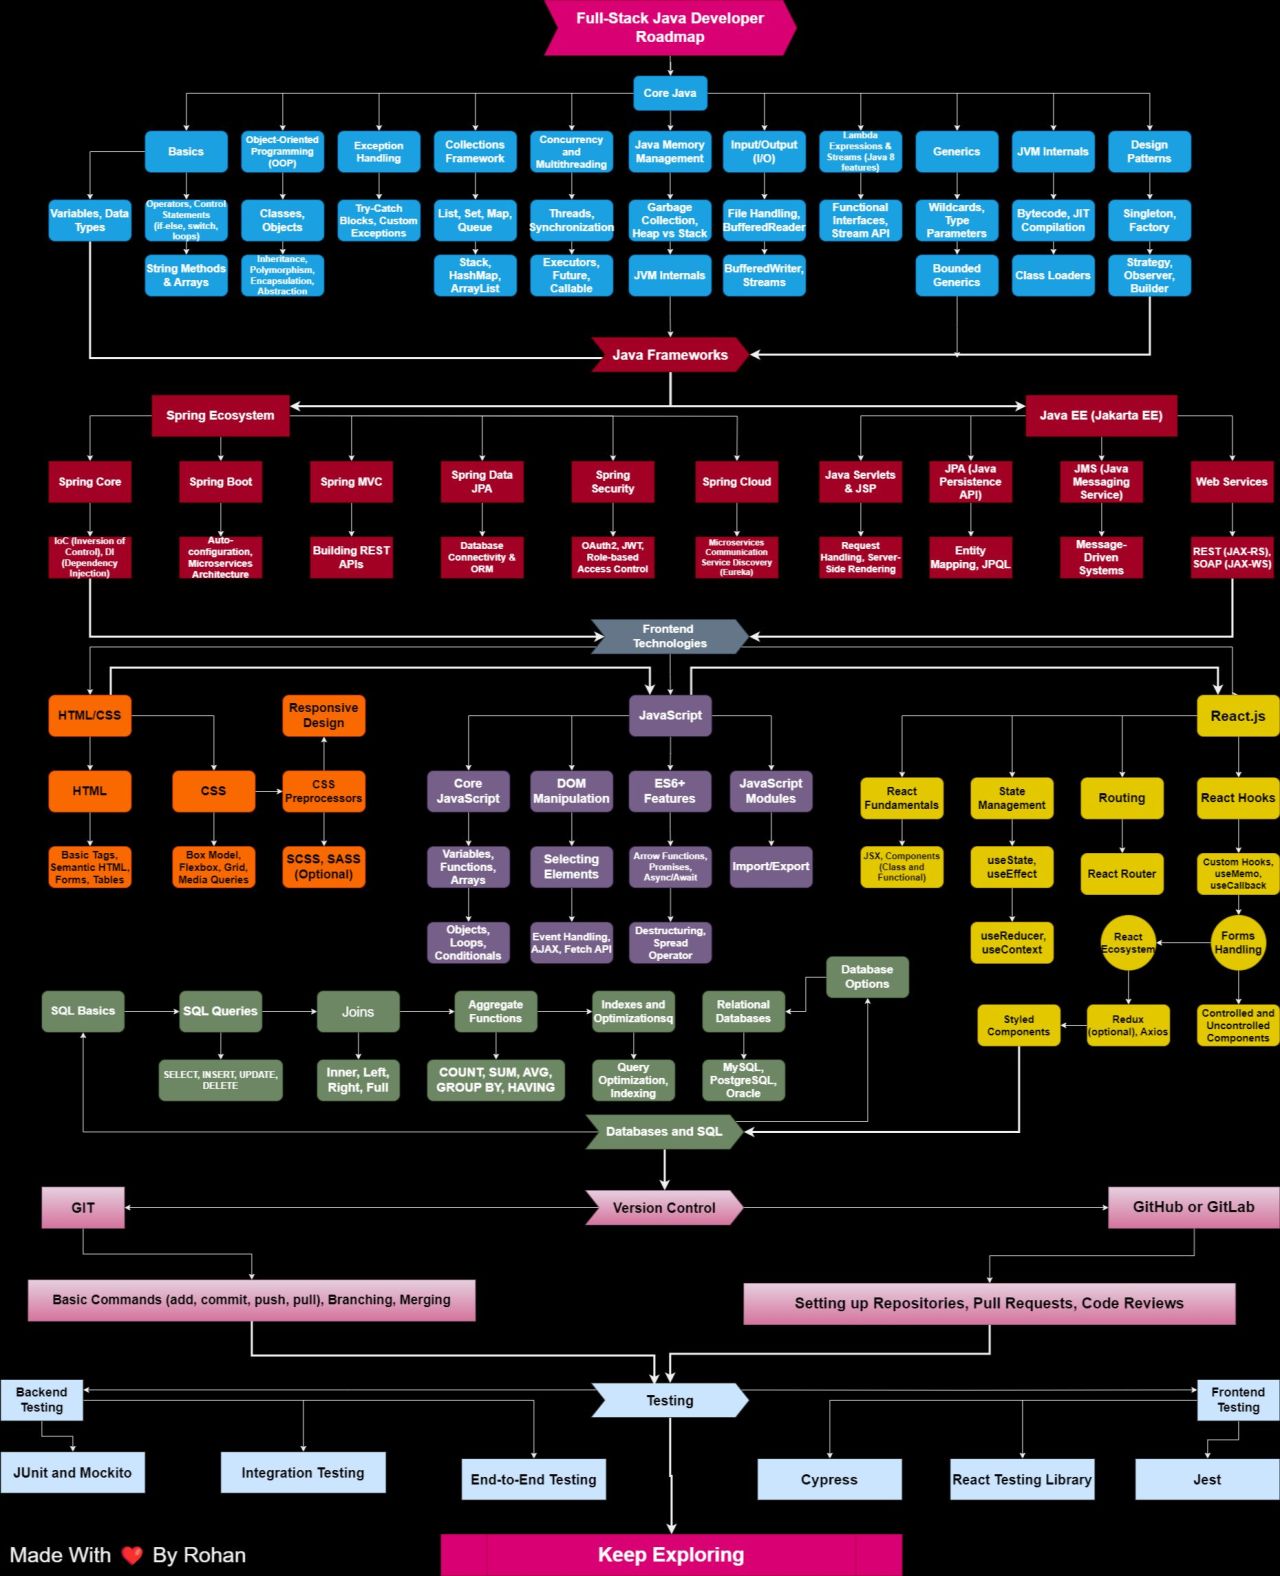 Full-Stack Java Developer
Roadmap
Core Java
Basics
Object-Oriented
Programming
(OOP)
Exception
Handling
Collections
Framework
Concurrency
and
Multithreading
Java Memory
Management
Input/Output
(I/O)
Lambda
Expressions &
Streams (Java 8
features)
Generics
JVM Internals
Design
Patterns
Variables, Data
Types
Operators, Control
Statements
(if-else, switch,
loops)
Classes,
Objects
Try-Catch
Blocks, Custom
Exceptions
List, Set, Map,
Queue
Threads,
Synchronization
Garbage
Collection,
Heap vs Stack
File Handling,
BufferedReader
Functional
Interfaces,
Stream API
Wildcards,
Type
Parameters
Bytecode, JIT
Compilation
Singleton,
Factory
String Methods
& Arrays
Inheritance,
Polymorphism,
Encapsulation,
Abstraction
Stack,
HashMap,
ArrayList
Executors,
Future,
Callable
JVM Internals
BufferedWriter,
Streams
Bounded
Generics
Class Loaders
Strategy,
Observer,
Builder
Java Frameworks
Spring Ecosystem
Java EE (Jakarta EE)
Spring Core
Spring Boot
Spring MVC
Spring Data
JPA
Spring
Security
Spring Cloud
Java Servlets
& JSP
JPA (Java
Persistence
API)
JMS (Java
Messaging
Service)
Web Services
IoC (Inversion of
Control), DI
(Dependency
Injection)
Auto-
configuration,
Microservices
Architecture
Building REST
APIs
Database
Connectivity &
ORM
OAuth2, JWT,
Role-based
Access Control
Microservices
Communication
Service Discovery
(Eureka)
Request
Handling, Server-
Side Rendering
Entity
Mapping, JPQL
Message-
Driven
Systems
REST (JAX-RS),
SOAP (JAX-WS)
Frontend
Technologies
HTML/CSS
Responsive
Design
JavaScript
React.js
HTML
CSS
CSS
Preprocessors
Core
JavaScript
DOM
Manipulation
ES6+
Features
JavaScript
Modules
React
Fundamentals
State
Management
Routing
React Hooks
Basic Tags,
Semantic HTML,
Forms, Tables
Box Model,
Flexbox, Grid,
Media Queries
SCSS, SASS
(Optional)
Variables,
Functions,
Arrays
Selecting
Elements
Arrow Functions,
Promises,
Async/Await
Import/Export
JSX, Components
(Class and
Functional)
useState,
useEffect
React Router
Custom Hooks,
useMemo,
useCallback
Objects,
Loops,
Conditionals
Event Handling,
AJAX, Fetch API
Destructuring,
Spread
Operator
useReducer,
useContext
React
Ecosystem
Forms
Handling
Database
Options
SQL Basics
SQL Queries
Joins
Aggregate
Functions
Indexes and
Optimizationsq
Relational
Databases
Styled
Components
Redux
(optional), Axios
Controlled and
Uncontrolled
Components
SELECT, INSERT, UPDATE,
DELETE
Inner, Left,
Right, Full
COUNT, SUM, AVG,
GROUP BY, HAVING
Query
Optimization,
Indexing
MySQL,
PostgreSQL,
Oracle
Databases and SQL
GIT
Version Control
GitHub or GitLab
Basic Commands (add, commit, push, pull), Branching, Merging
Setting up Repositories, Pull Requests, Code Reviews
Backend
Testing
Testing
Frontend
Testing
JUnit and Mockito
Integration Testing
End-to-End Testing
Cypress
React Testing Library
Jest
Made With ❤️ By Rohan
Keep Exploring